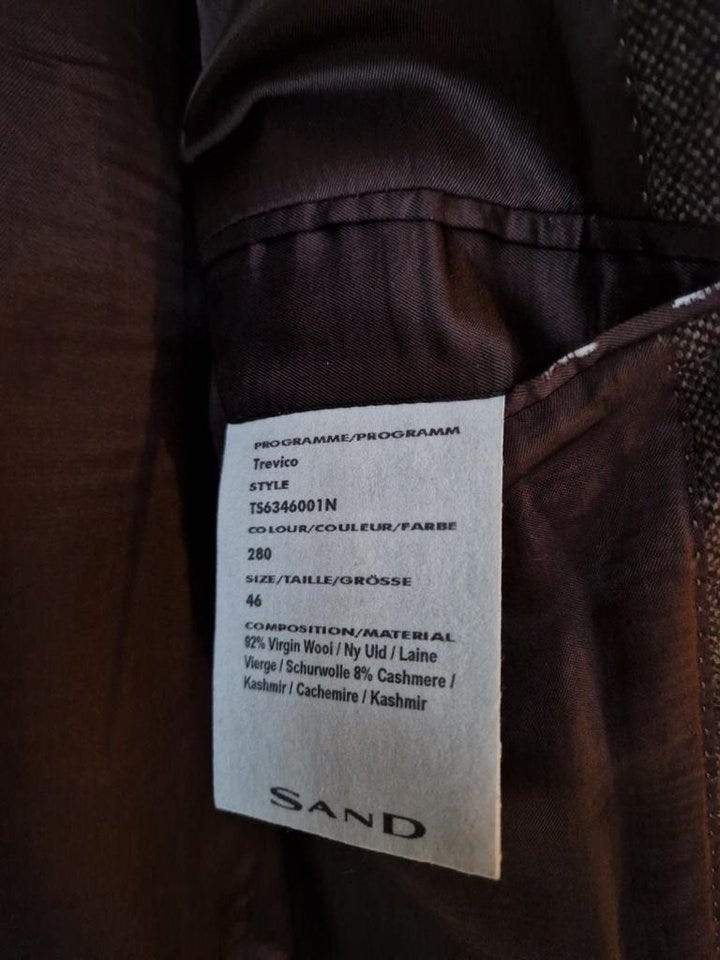 PROGRAMME/PROGRAMM
Trevico
STYLE
TS6346001N
COLOUR/COULEUR/FARBE
280
SIZE/TAILLE/GRÖSSE
46
COMPOSITION/MATERIAL
92% Virgin Wool / Ny Uld / Laine
Vierge / Schurwolle 8% Cashmere /
Kashmir / Cachemire / Kashmir
SAND